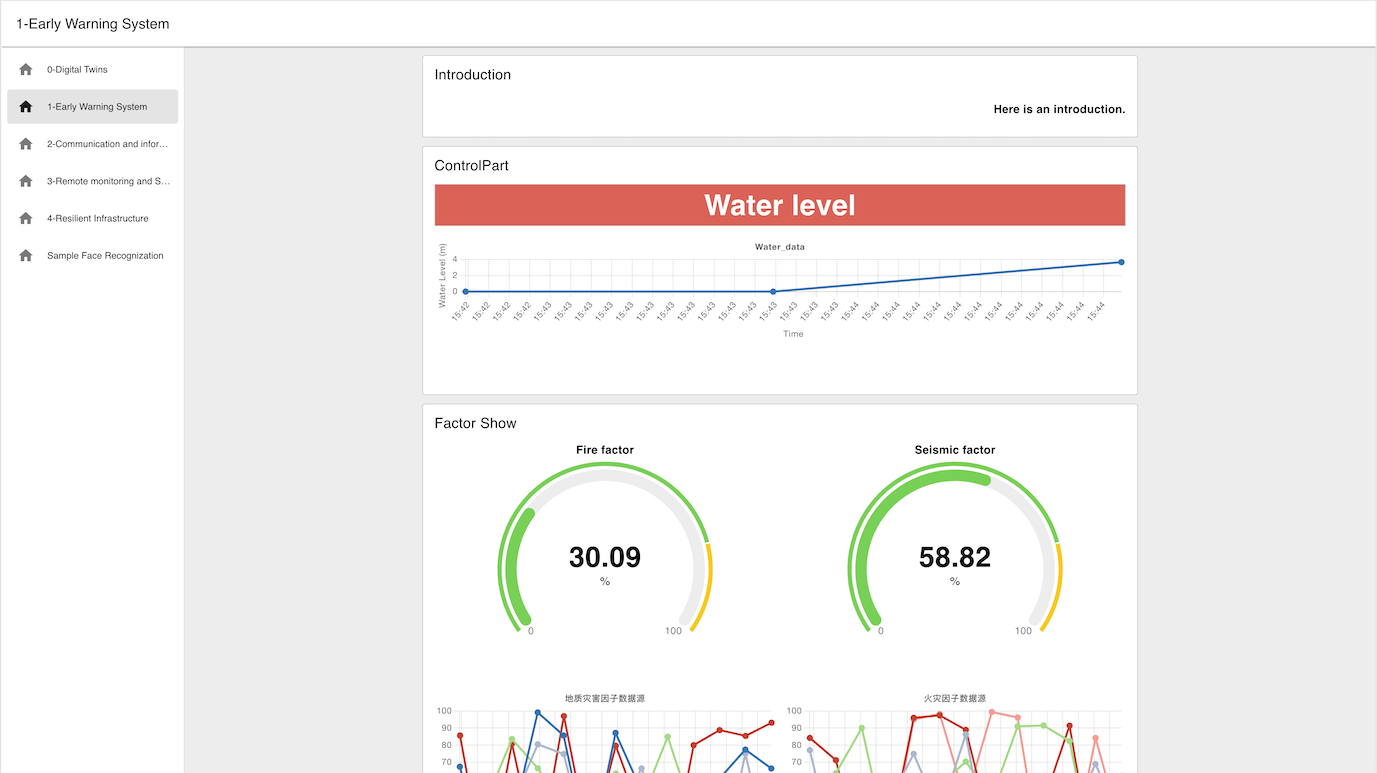 1-Early Warning System
0-Digital Twins
1-Early Warning System
2-Communication and infor...
3-Remote monitoring and S...
4-Resilient Infrastructure
Sample Face Recognization
Introduction
Here is an introduction.
ControlPart
Water level
Water_data
Water Level (m)
4
2
0
15:42 15:42 15:42 15:42 15:43 15:43 15:43 15:43 15:43 15:43 15:43 15:43 15:43 15:43 15:43 15:43 15:43 15:43 15:43 15:44 15:44 15:44 15:44 15:44 15:44 15:44 15:44 15:44 15:44 15:44 15:44 15:44
Time
Factor Show
Fire factor
30.09
%
0 100
Seismic factor
58.82
%
0 100
地质灾害因子数据源
100
90
80
70
火灾因子数据源
100
90
80
70